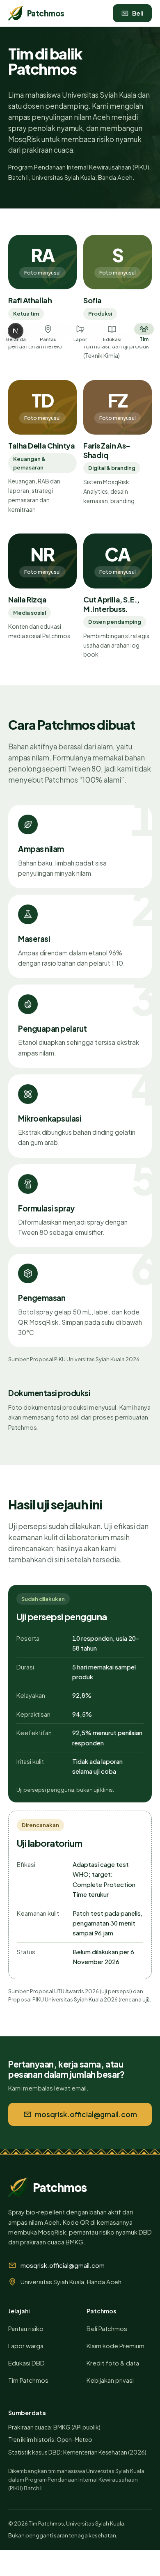 Patchmos
Beli
Tim di balik
Patchmos
Lima mahasiswa Universitas Syiah Kuala dan
satu dosen pendamping. Kami mengolah
ampas penyulingan nilam Aceh menjadi
spray penolak nyamuk, dan membangun
MosqRisk untuk membaca risiko nyamuk
di daerah.
Program Pendanaan Internal Kewirausahaan (PIKU)
Batch II, Universitas Syiah Kuala, Banda Aceh.
RA
Foto menyusul
S
Foto menyusul
Rafi Athallah
Ketua tim
Sofia
Produksi
N
Beranda
Pantau
Lapor
Edukasi
Tim
(Teknik Kimia)
TD
Foto menyusul
FZ
Foto menyusul
Talha Della Chintya
Keuangan &
pemasaran
Keuangan, RAB dan
laporan; strategi
pemasaran dan
kemitraan
Faris Zain As-
Shadiq
Digital & branding
Sistem MosqRisk
Analytics, desain
kemasan, branding
NR
Foto menyusul
CA
Foto menyusul
Naila Rizqa
Media sosial
Konten dan edukasi
media sosial Patchmos
Cut Aprilia, S.E.,
M.Interbuss.
Dosen pendamping
Pembimbingan strategis
usaha dan arahan log
book
Cara Patchmos dibuat
Bahan aktifnya berasal dari alam, yaitu
ampas nilam. Formulanya memakai bahan
penolong seperti Tween 80, jadi kami tidak
menyebut Patchmos “100% alami”.
1
Ampas nilam
Bahan baku: limbah padat sisa
penyulingan minyak nilam.
2
Maserasi
Ampas direndam dalam etanol 96%
dengan rasio bahan dan pelarut 1:10.
3
Penguapan pelarut
Etanol diuapkan sehingga tersisa ekstrak
ampas nilam.
4
Mikroenkapsulasi
Ekstrak dibungkus bahan dinding gelatin
dan gum arab.
5
Formulasi spray
Diformulasikan menjadi spray dengan
Tween 80 sebagai emulsifier.
6
Pengemasan
Botol spray gelap 50 mL, label, dan kode
QR MosqRisk. Simpan pada suhu di bawah
30°C.
Sumber: Proposal PIKU Universitas Syiah Kuala 2026.
Dokumentasi produksi
Foto dokumentasi produksi menyusul. Kami hanya
akan memasang foto asli dari proses pembuatan
Patchmos.
Hasil uji sejauh ini
Uji persepsi sudah dilakukan. Uji efikasi dan
keamanan kulit di laboratorium masih
direncanakan; hasilnya akan kami
tambahkan di sini setelah tersedia.
Sudah dilakukan
Uji persepsi pengguna
Peserta
10 responden, usia 20–
58 tahun
Durasi
5 hari memakai sampel
produk
Kelayakan
92,8%
Kepraktisan
94,5%
Keefektifan
92,5% menurut penilaian
responden
Iritasi kulit
Tidak ada laporan
selama uji coba
Uji persepsi pengguna, bukan uji klinis.
Direncanakan
Uji laboratorium
Efikasi
Adaptasi cage test
WHO; target:
Complete Protection
Time terukur
Keamanan kulit
Patch test pada panelis,
pengamatan 30 menit
sampai 96 jam
Status
Belum dilakukan per 6
November 2026
Sumber: Proposal UTU Awards 2026 (uji persepsi) dan
Proposal PIKU Universitas Syiah Kuala 2026 (rencana uji).
Pertanyaan, kerja sama, atau
pesanan dalam jumlah besar?
Kami membalas lewat email.
mosqrisk.official@gmail.com
Patchmos
Spray bio-repellent dengan bahan aktif dari
ampas nilam Aceh. Kode QR di kemasannya
membuka MosqRisk, pemantau risiko nyamuk DBD
dari prakiraan cuaca BMKG.
mosqrisk.official@gmail.com
Universitas Syiah Kuala, Banda Aceh
Jelajahi
Pantau risiko
Lapor warga
Edukasi DBD
Tim Patchmos
Patchmos
Beli Patchmos
Klaim kode Premium
Kredit foto & data
Kebijakan privasi
Sumber data
Prakiraan cuaca: BMKG (API publik)
Tren iklim historis: Open-Meteo
Statistik kasus DBD: Kementerian Kesehatan (2026)
Dikembangkan tim mahasiswa Universitas Syiah Kuala
dalam Program Pendanaan Internal Kewirausahaan
(PIKU) Batch II.
© 2026 Tim Patchmos, Universitas Syiah Kuala.
Bukan pengganti saran tenaga kesehatan.